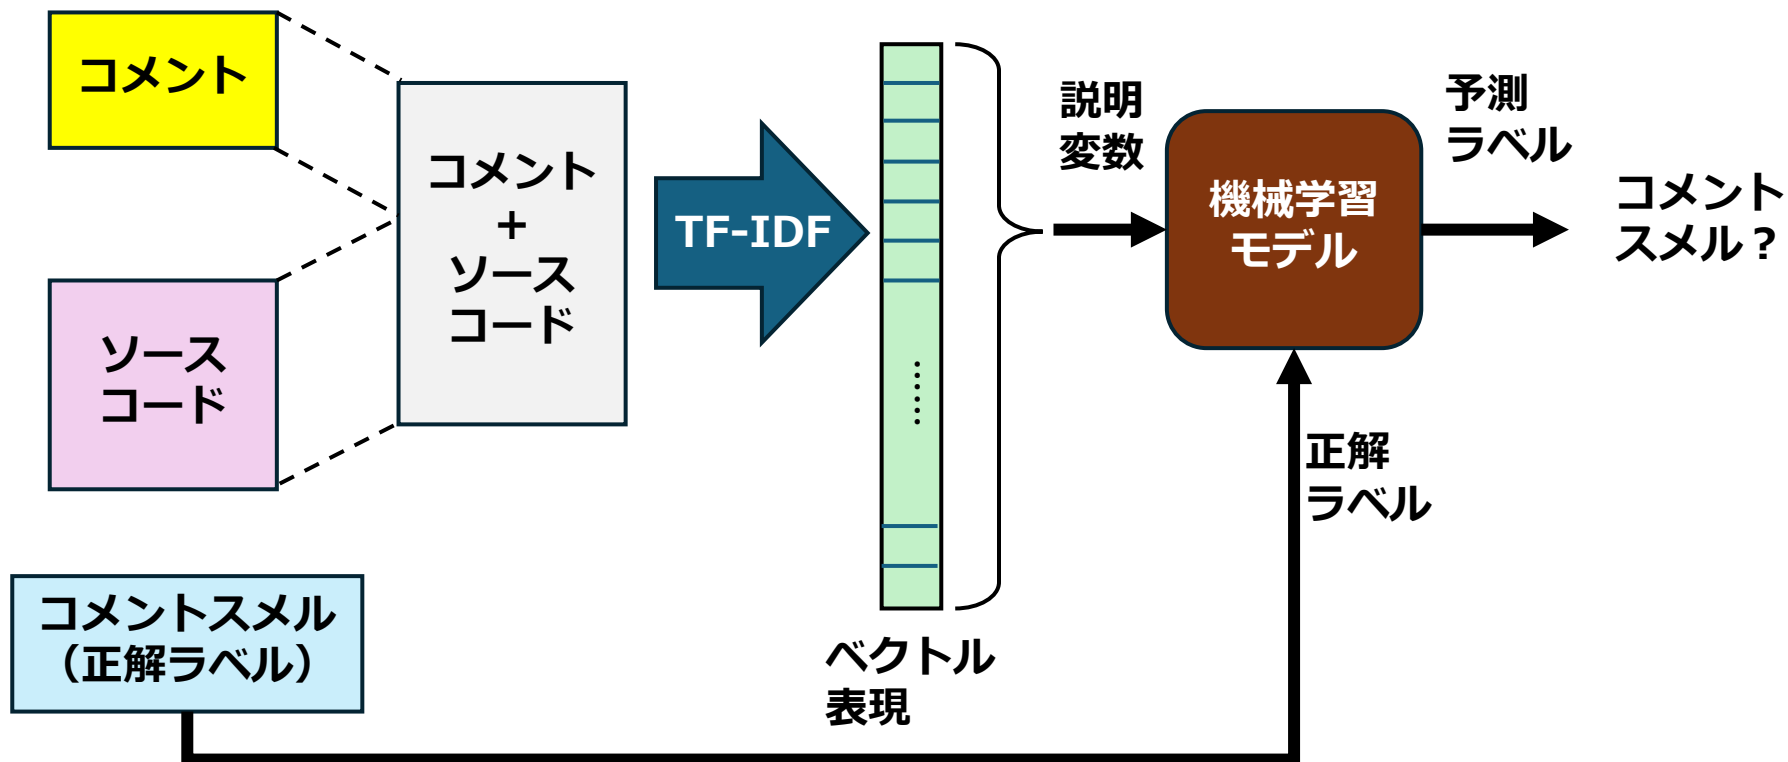 コメント
ソース
コード
コメント
+
ソース
コード
TF-IDF
ベクトル
表現
説明
変数
機械学習
モデル
予測
ラベル
コメント
スメル？
正解
ラベル
コメントスメル
（正解ラベル）